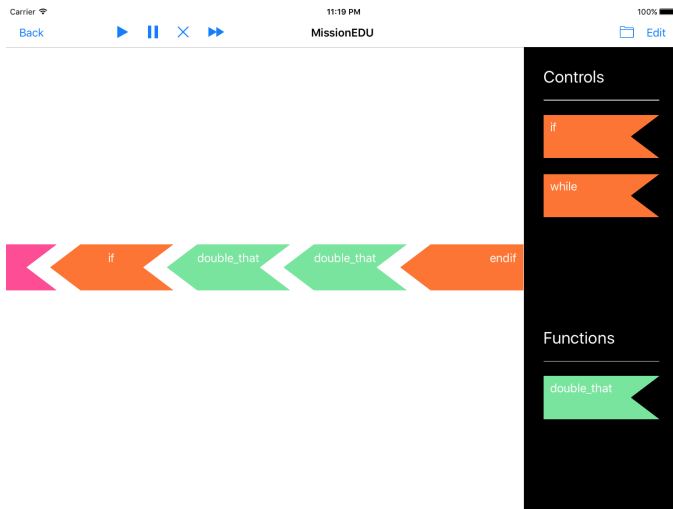 Carrier 11:19 PM 100%
Back MissionEDU Edit
Controls
if
while
if double_that double_that endif
Functions
double_that